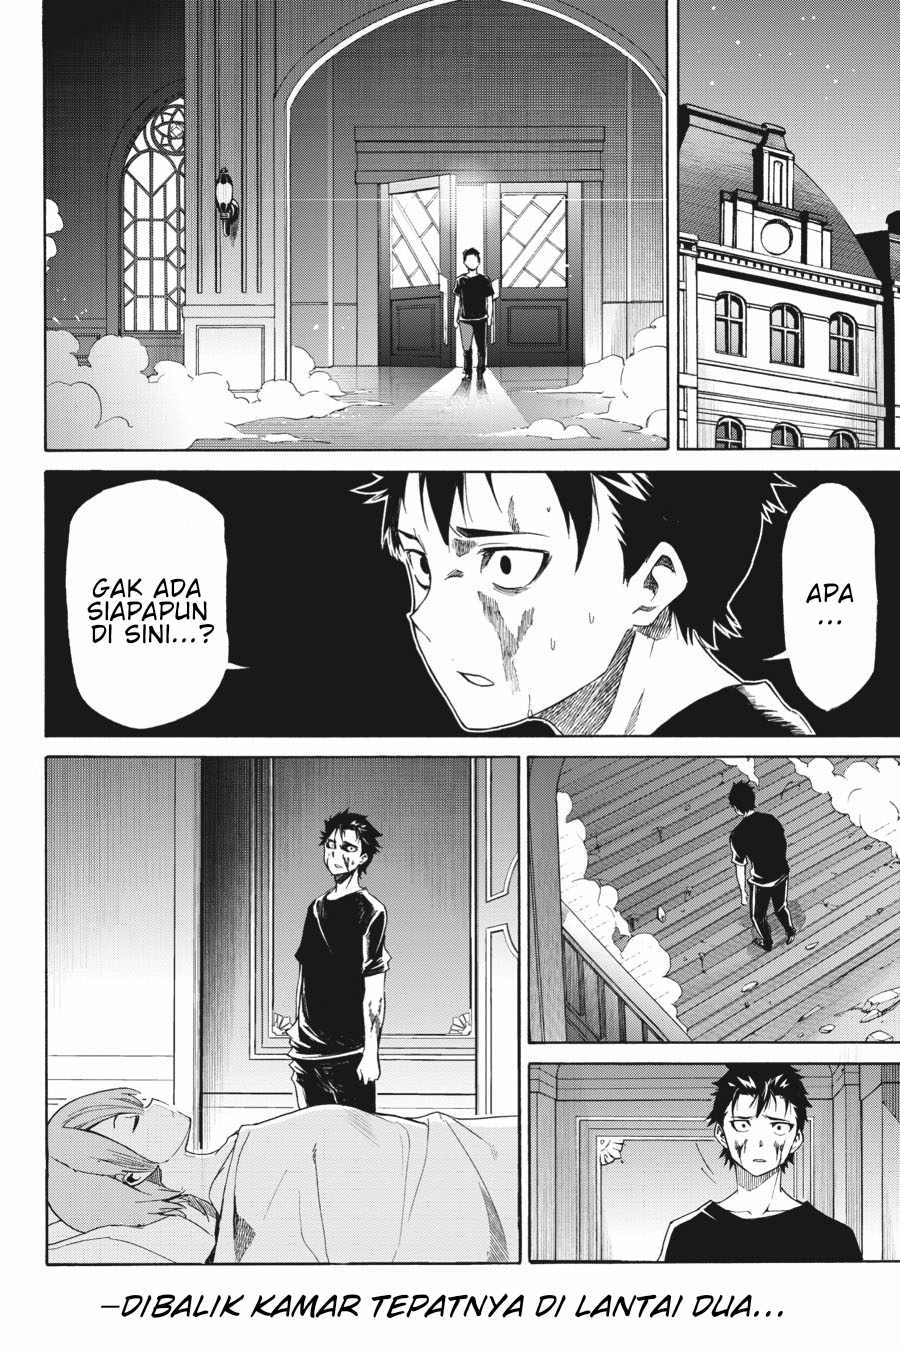 APA
...
GAK ADA
SIAPAPUN
DI SINI...?
–DIBALIK KAMAR TEPATNYA DI LANTAI DUA...